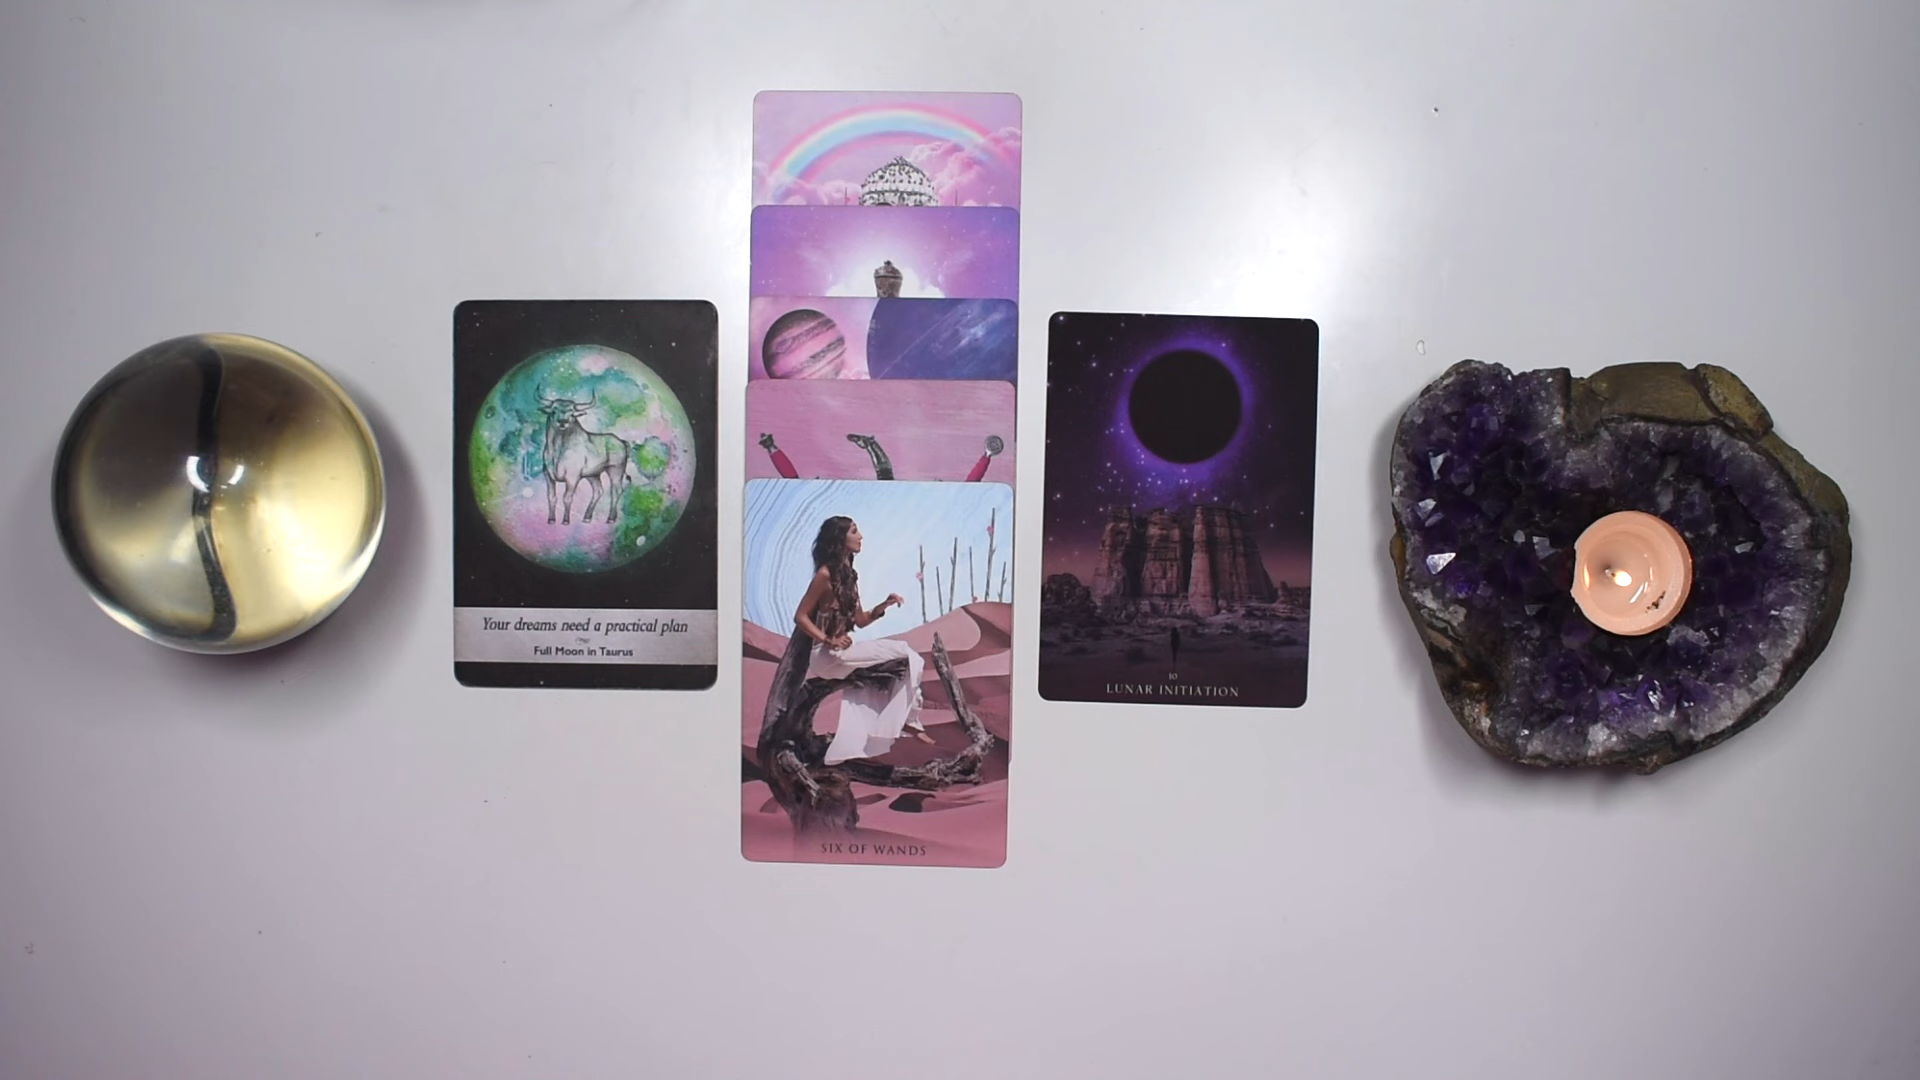 Your dreams need a practical plan
Full Moon in Taurus
SIX OF WANDS
10
LUNAR INITIATION